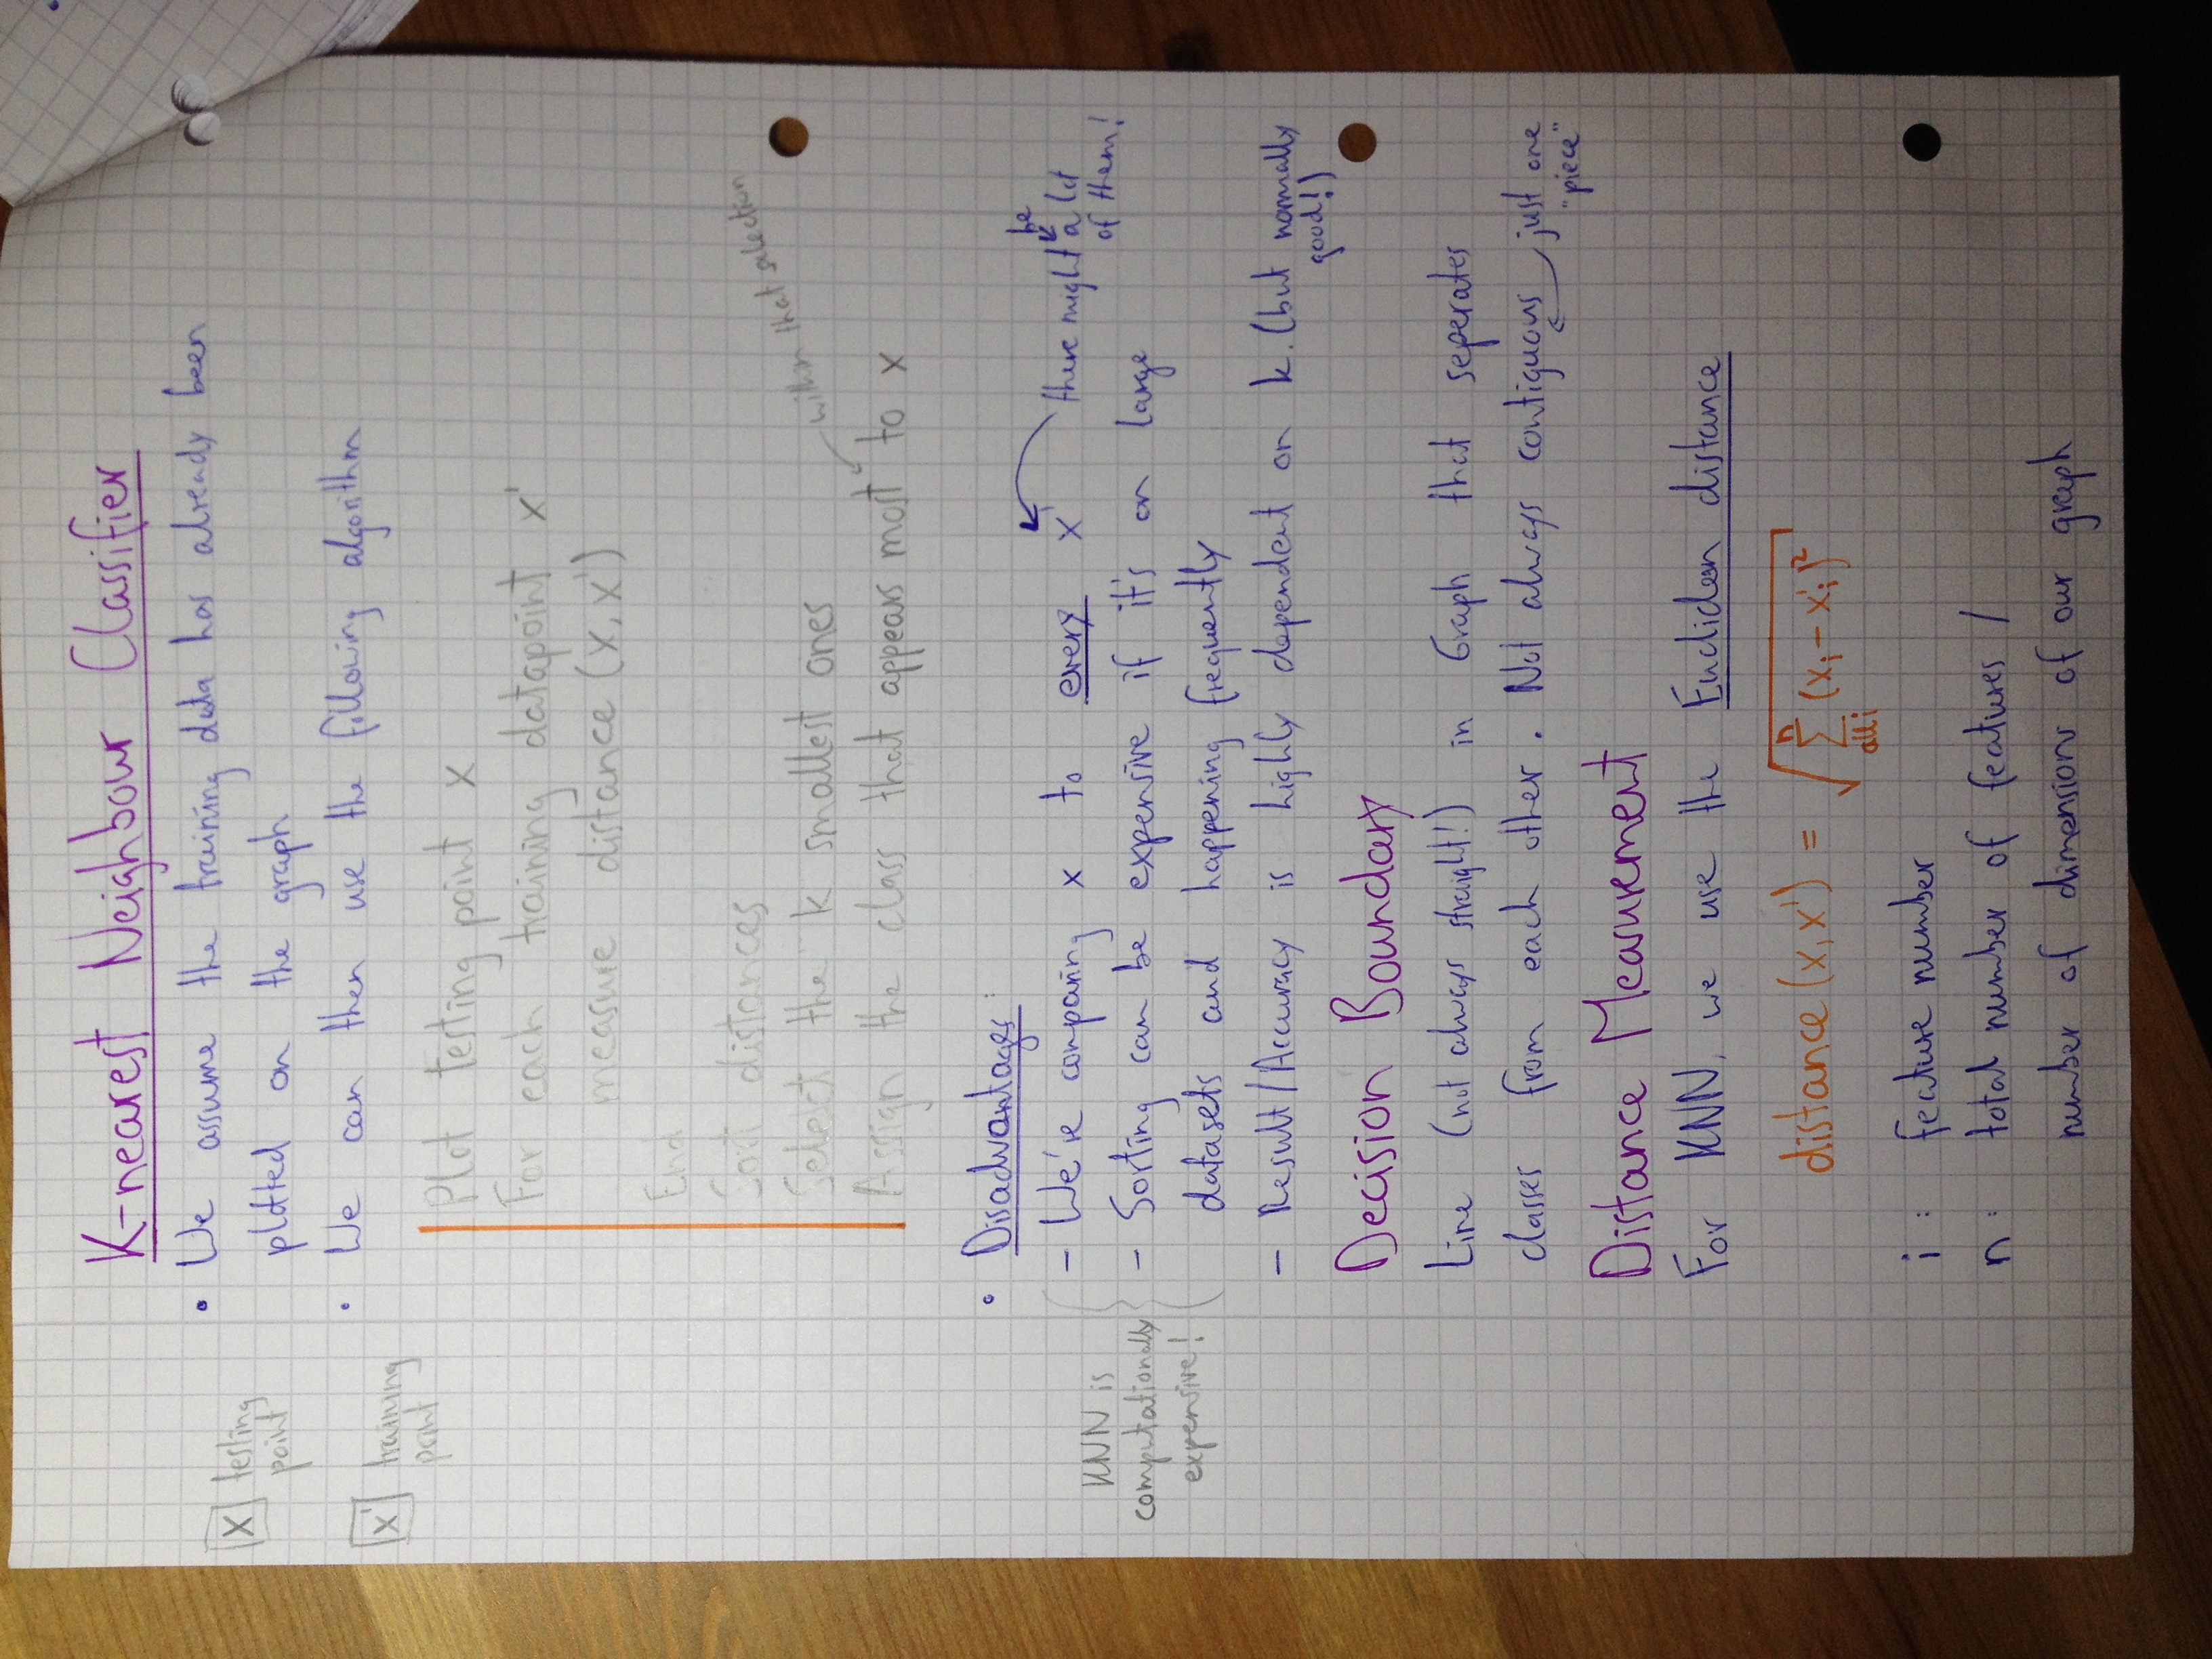 K-nearest Neighbour Classifier
• We assume the training data has already been
plotted on the graph
• We can then use the following algorithm
X testing
point
X' training
point
Plot testing point x
For each training datapoint x'
measure distance (x, x')
End
Sort distances
Select the k smallest ones
within that selection
Assign the class that appears most to x
• Disadvantages:
- We're comparing x to every x'
there might be a lot
of them!
- Sorting can be expensive if it's on large
datasets and happening frequently
- Result/Accuracy is highly dependent on k. (but normally
good!)
KNN is
computationally
expensive!
Decision Boundary
Line (not always straight!) in Graph that seperates
classes from each other. Not always contiguous
just one
"piece"
Distance Measurement
For KNN, we use the Euclidean distance
distance (x, x') = √ n Σ all i (xᵢ - x'ᵢ)²
i : feature number
n : total number of features /
number of dimensions of our graph